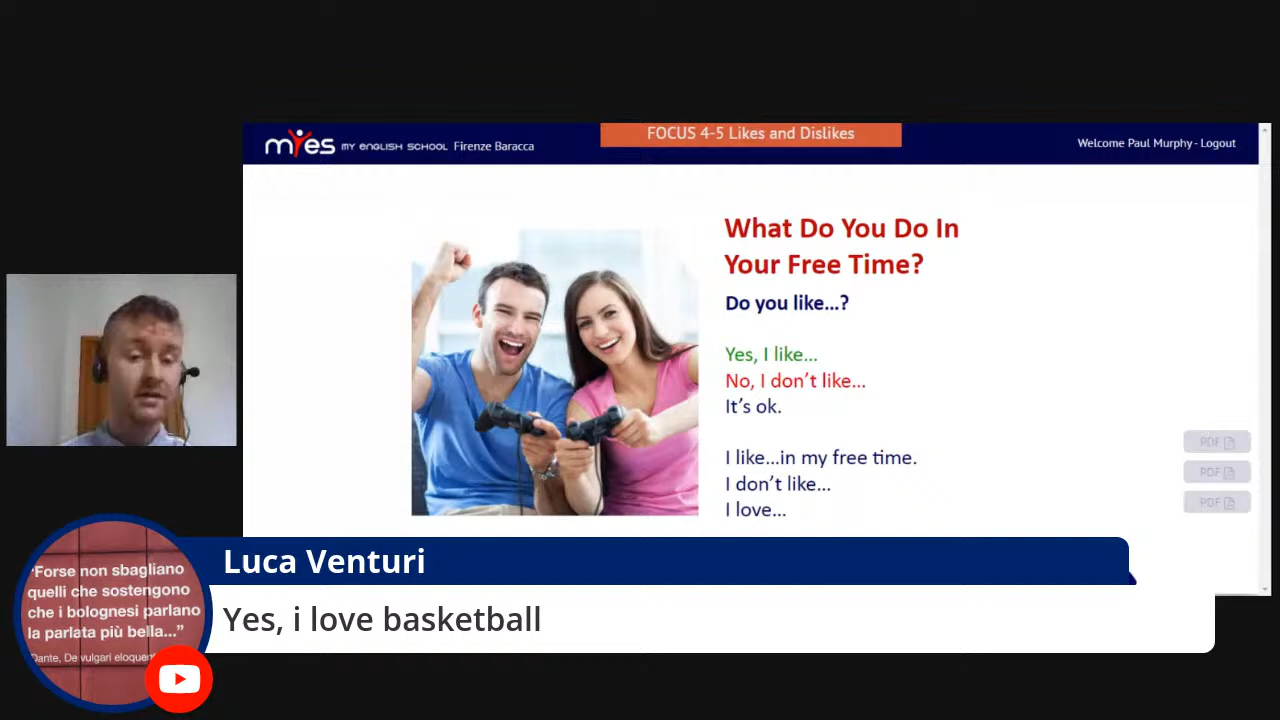 FOCUS 4-5 Likes and Dislikes
myes MY ENGLISH SCHOOL Firenze Baracca
Welcome Paul Murphy - Logout
What Do You Do In
Your Free Time?
Do you like...?
Yes, I like...
No, I don't like...
It's ok.
I like...in my free time.
I don't like...
I love...
PDF
PDF
PDF
Luca Venturi
Yes, i love basketball
"Forse non sbagliano
quelli che sostengono
che i bolognesi parlano
la parlata più bella..."
Dante, De vulgari